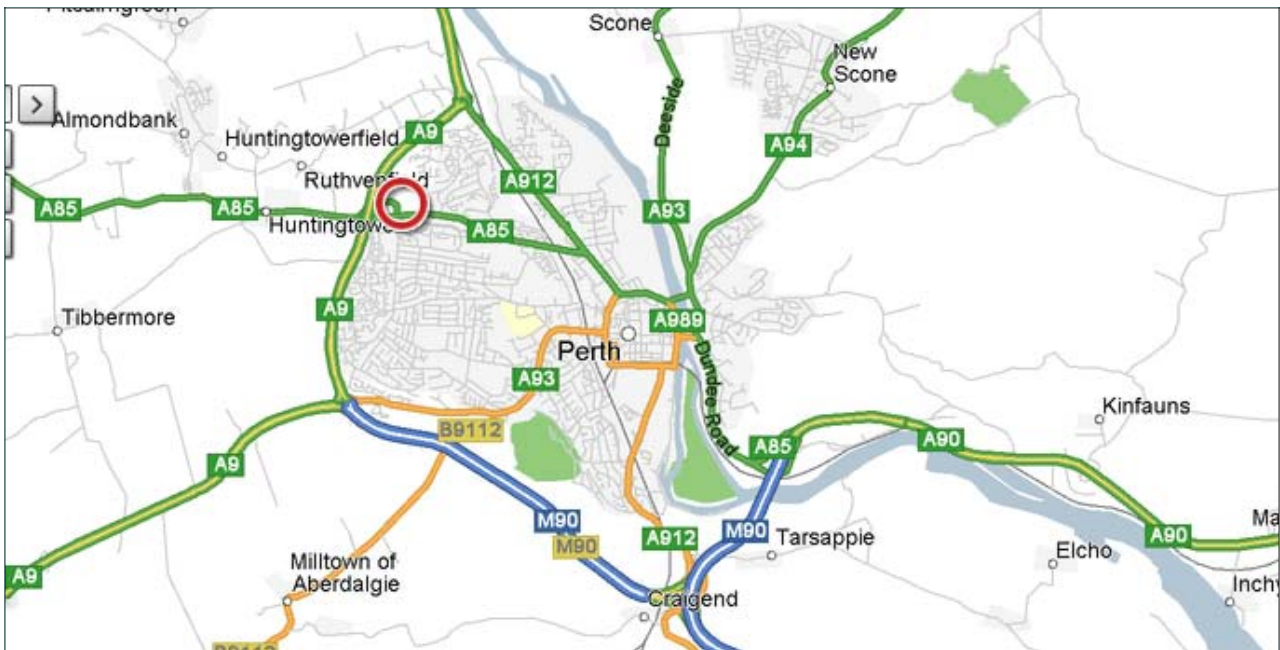 Pitcairngreen
Scone
New
Scone
>
Almondbank
Huntingtowerfield
A9
Deeside
A94
Ruthvenfield
A912
A85
A85
A93
Huntingtower
A85
Tibbermore
A9
A989
Perth
Dundee Road
A93
Kinfauns
B9112
A85
A90
A9
M90
M90
M90
A912
Tarsappie
A90
Elcho
Milltown of
Aberdalgie
A9
Craigend